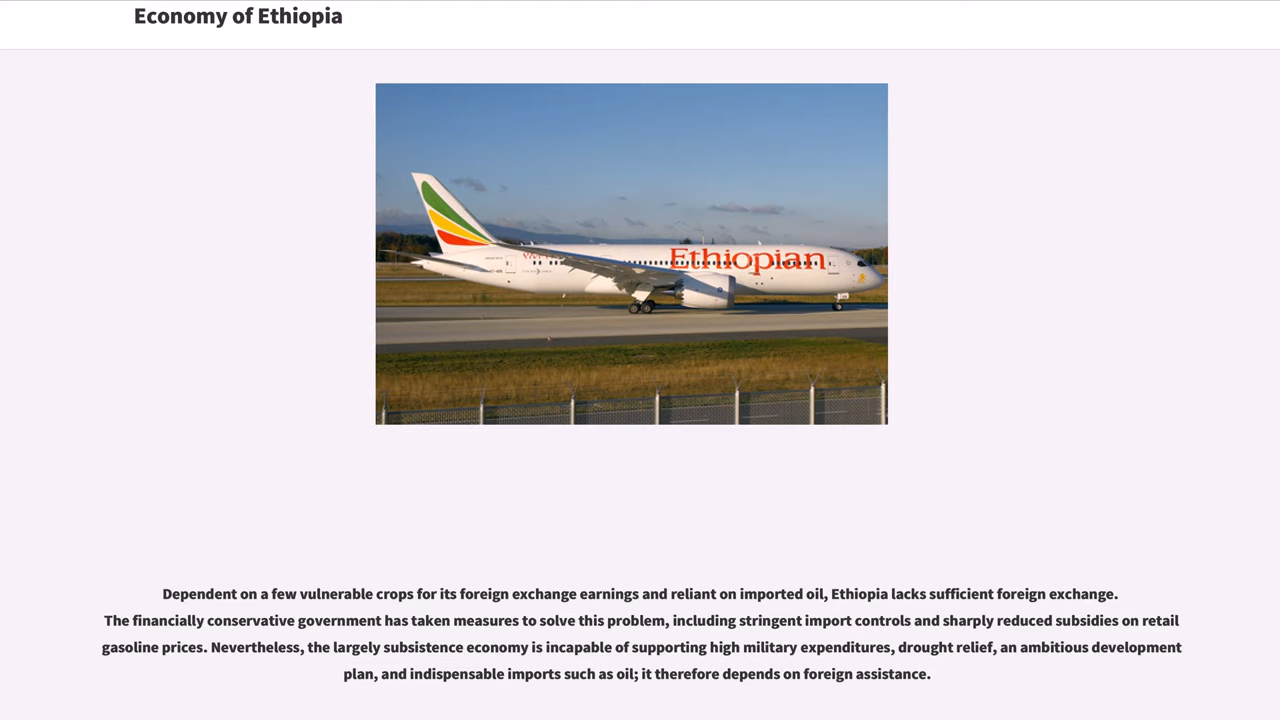 Economy of Ethiopia
Ethiopian
Dependent on a few vulnerable crops for its foreign exchange earnings and reliant on imported oil, Ethiopia lacks sufficient foreign exchange.
The financially conservative government has taken measures to solve this problem, including stringent import controls and sharply reduced subsidies on retail
gasoline prices. Nevertheless, the largely subsistence economy is incapable of supporting high military expenditures, drought relief, an ambitious development
plan, and indispensable imports such as oil; it therefore depends on foreign assistance.